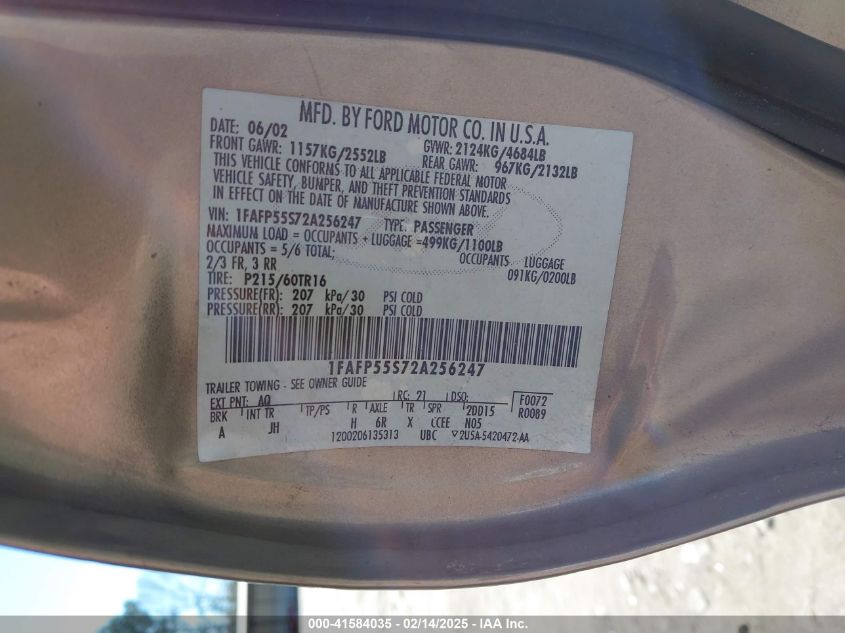 MFD. BY FORD MOTOR CO. IN U.S.A.
DATE: 06/02 GVWR: 2124KG/4684LB
FRONT GAWR: 1157KG/2552LB REAR GAWR: 967KG/2132LB
THIS VEHICLE CONFORMS TO ALL APPLICABLE FEDERAL MOTOR
VEHICLE SAFETY, BUMPER, AND THEFT PREVENTION STANDARDS
IN EFFECT ON THE DATE OF MANUFACTURE SHOWN ABOVE.
VIN: 1FAFP55S72A256247 TYPE: PASSENGER
MAXIMUM LOAD = OCCUPANTS + LUGGAGE =499KG/1100LB
OCCUPANTS = 5/6 TOTAL; OCCUPANTS LUGGAGE
2/3 FR, 3 RR 091KG/0200LB
TIRE: P215/60TR16
PRESSURE(FR): 207 kPa/30 PSI COLD
PRESSURE(RR): 207 kPa/30 PSI COLD
1FAFP55S72A256247
TRAILER TOWING - SEE OWNER GUIDE
EXT PNT: AQ RC: 21 DSO: F0072
BRK INT TR TP/PS R AXLE TR SPR 2DD15 R0089
A JH H 6R X CCEE N05
1200206135313 UBC 2U5A-5420472-AA
000-41584035 - 02/14/2025 - IAAI.com.